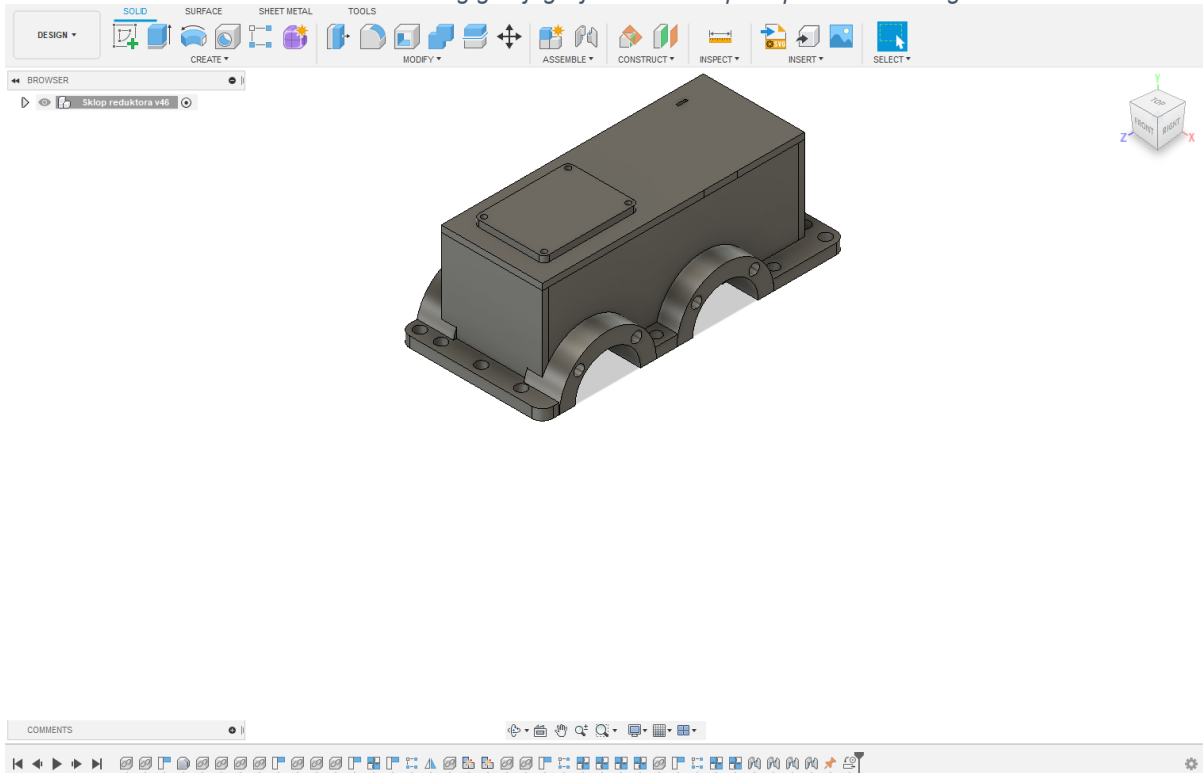 SOLID SURFACE SHEET METAL TOOLS
DESIGN
CREATE MODIFY ASSEMBLE CONSTRUCT INSPECT INSERT SELECT
BROWSER
Sklop reduktora v46
Y
TOP
FRONT RIGHT
Z X
COMMENTS